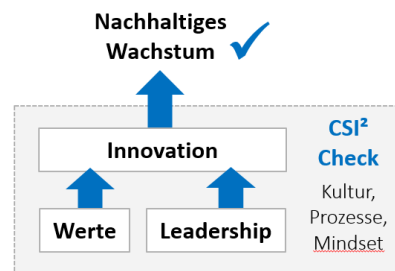 Nachhaltiges
Wachstum
Innovation
Werte
Leadership
CSI²
Check
Kultur,
Prozesse,
Mindset